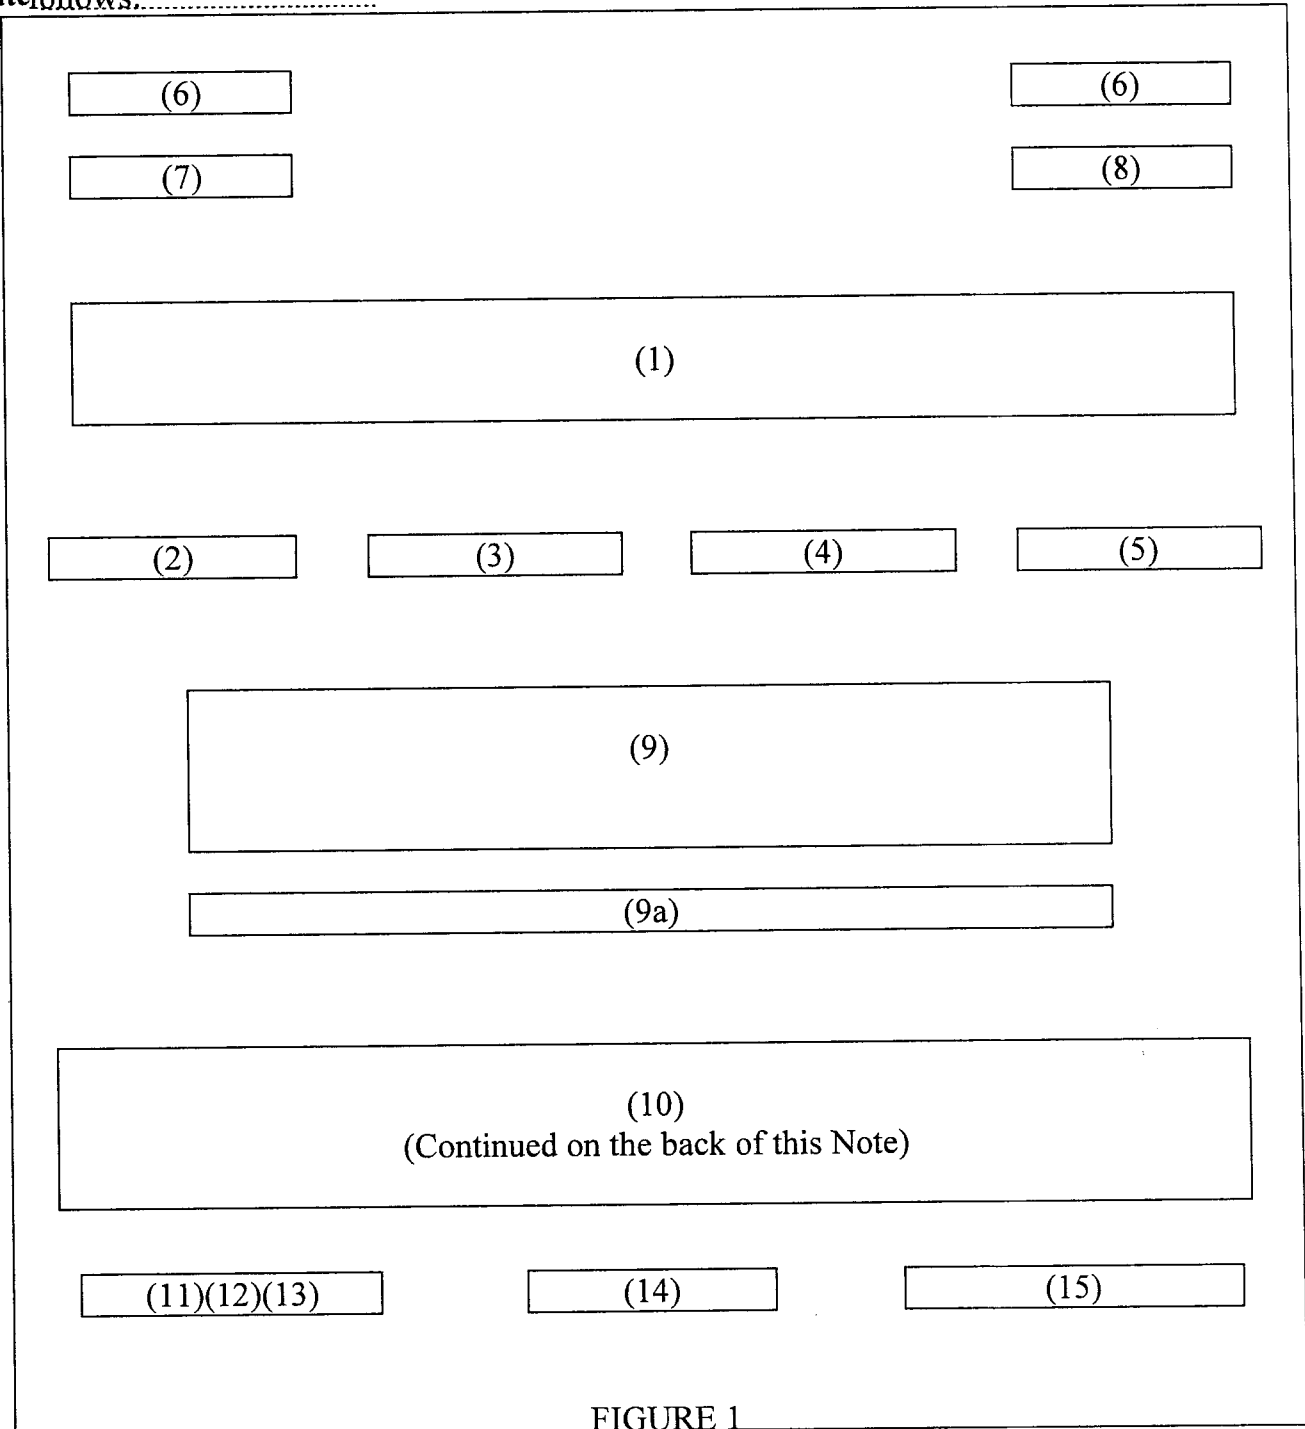 follows:
(6) (6)
(7) (8)
(1)
(2) (3) (4) (5)
(9)
(9a)
(10)
(Continued on the back of this Note)
(11)(12)(13) (14) (15)
FIGURE 1